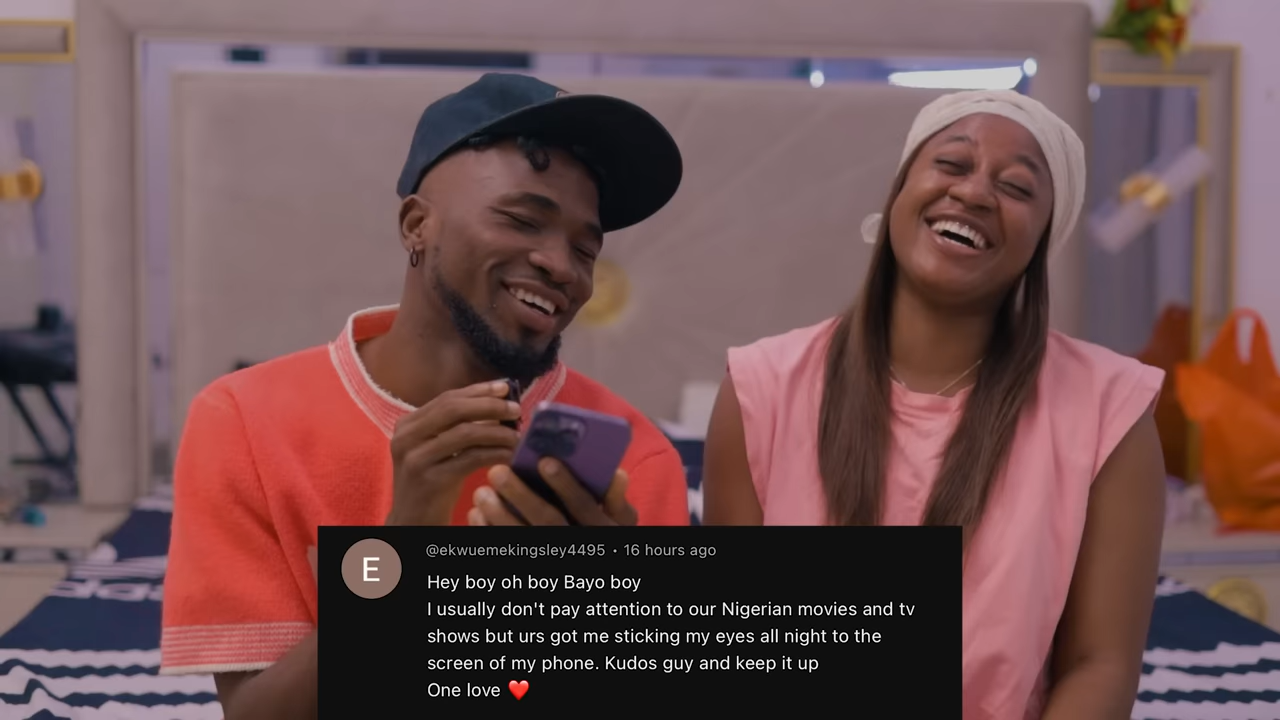 E
@ekwuemekingsley4495 • 16 hours ago
Hey boy oh boy Bayo boy
I usually don't pay attention to our Nigerian movies and tv
shows but urs got me sticking my eyes all night to the
screen of my phone. Kudos guy and keep it up
One love ❤️